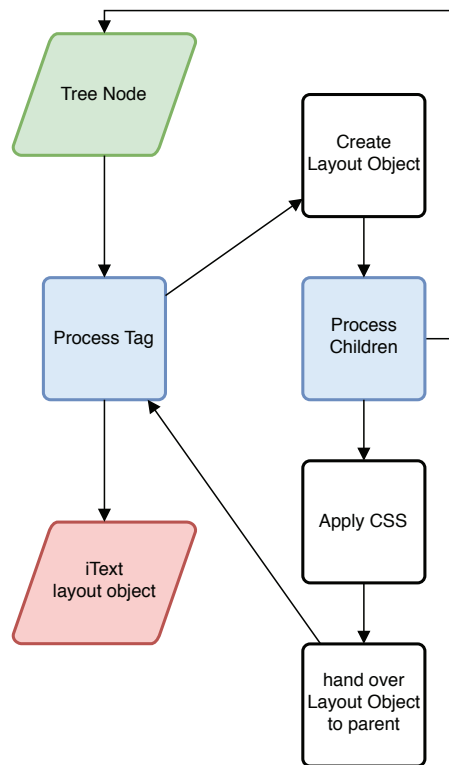 Tree Node
Create
Layout Object
Process Tag
Process
Children
Apply CSS
iText
layout object
hand over
Layout Object
to parent